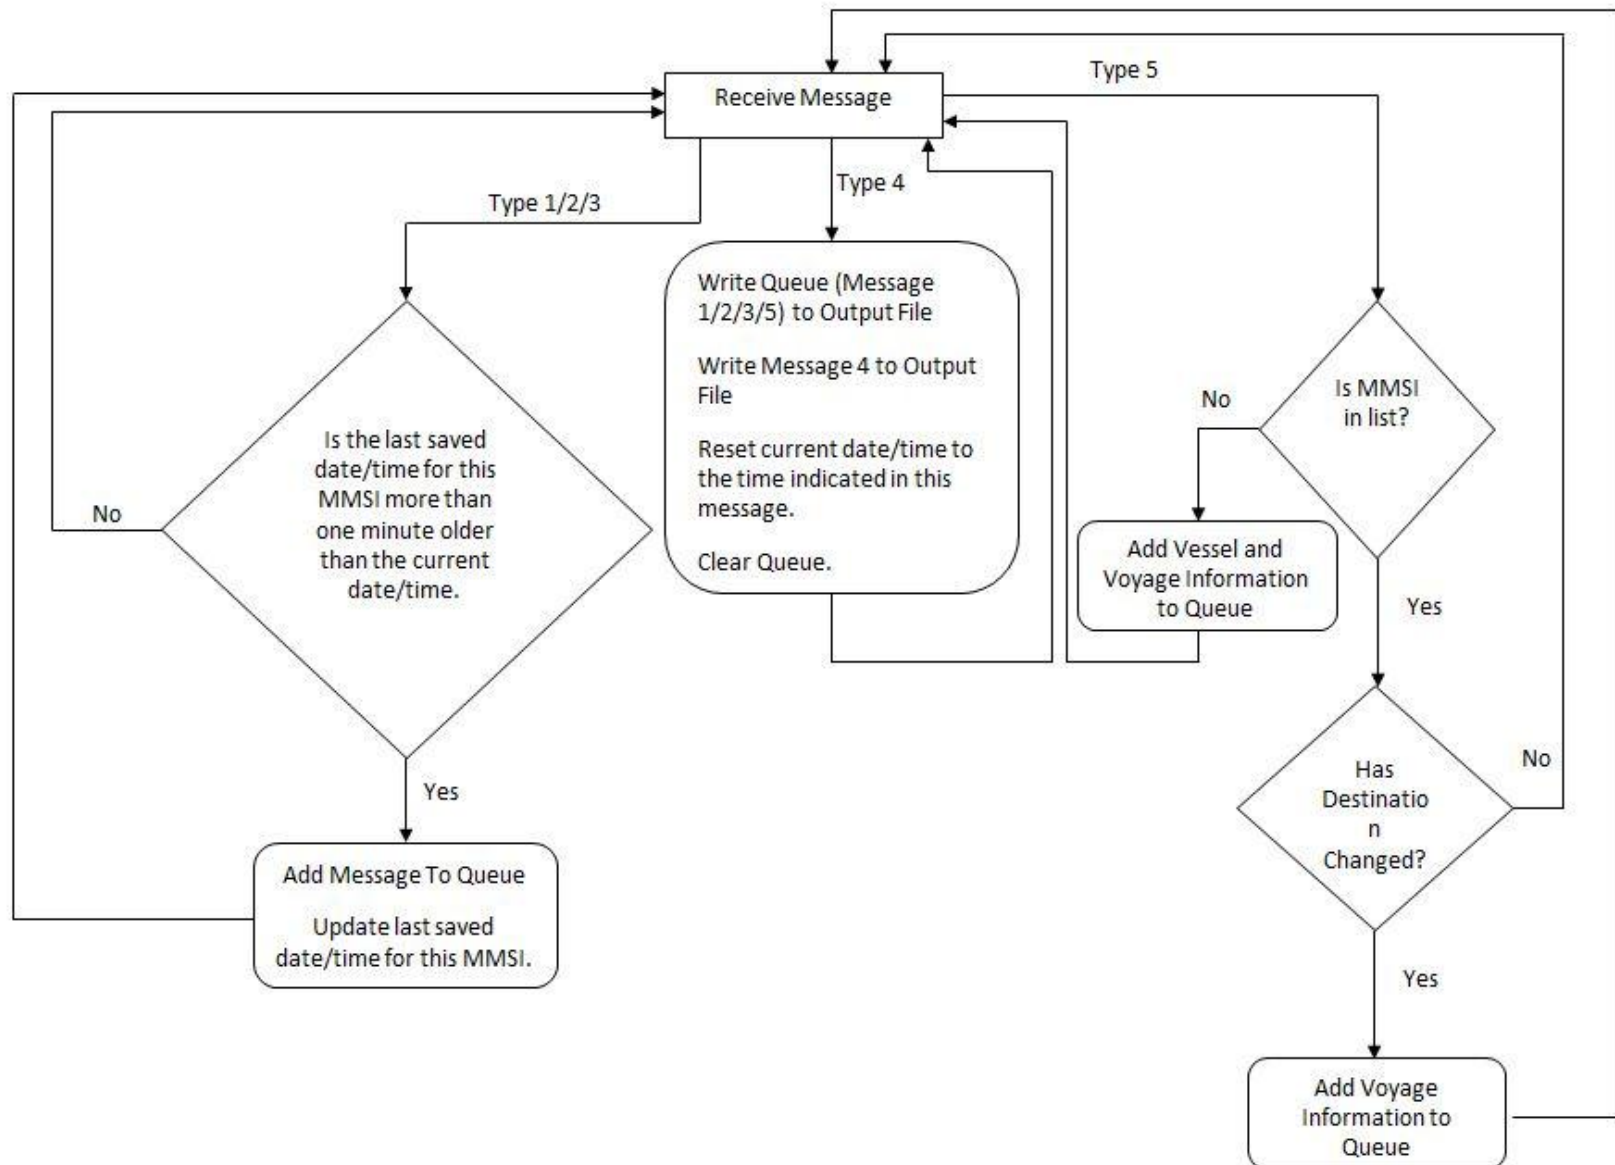 Type 5
Receive Message
Type 4
Type 1/2/3
Write Queue (Message
1/2/3/5) to Output File
Write Message 4 to Output
File
Reset current date/time to
the time indicated in this
message.
Clear Queue.
Is MMSI
in list?
No
Is the last saved
date/time for this
MMSI more than
one minute older
than the current
date/time.
No
Add Vessel and
Voyage Information
to Queue
Yes
Has
Destinatio
n
Changed?
No
Yes
Add Message To Queue
Update last saved
date/time for this MMSI.
Yes
Add Voyage
Information to
Queue